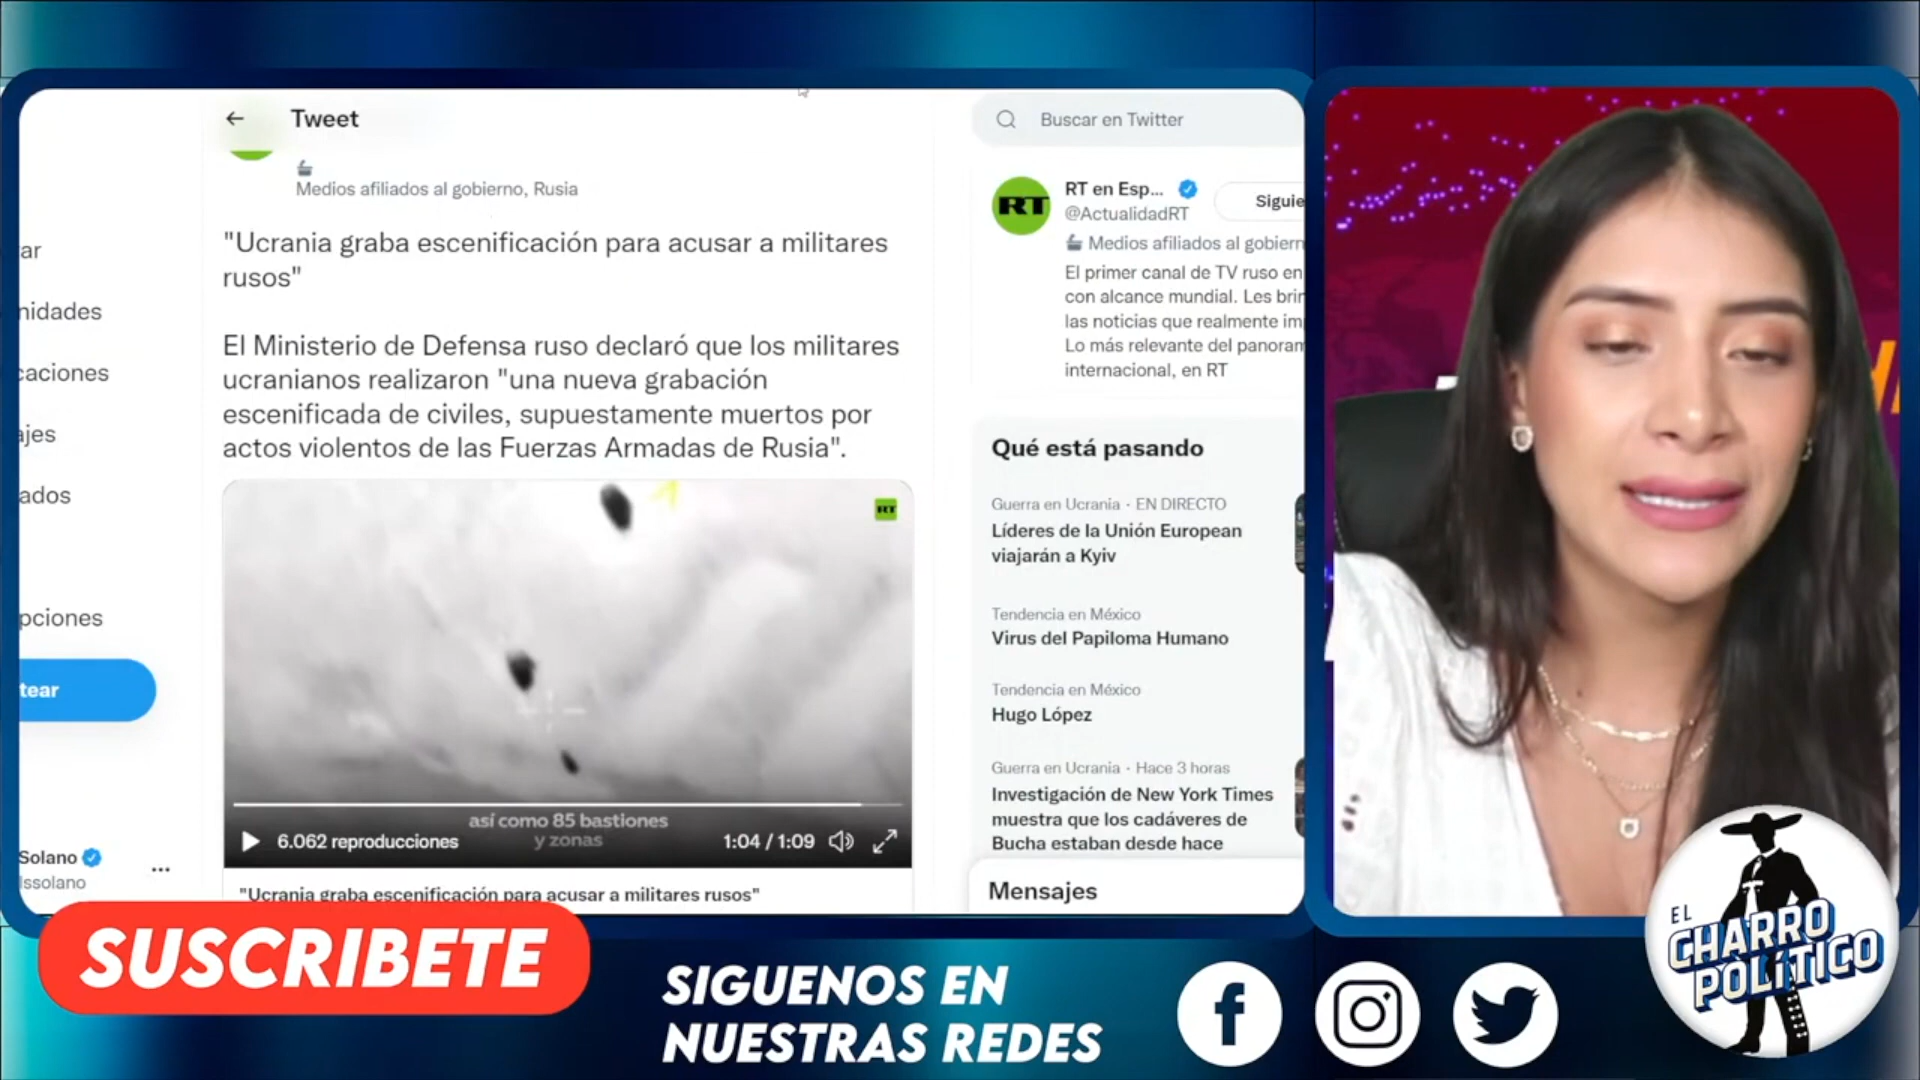 Tweet
Medios afiliados al gobierno, Rusia
"Ucrania graba escenificación para acusar a militares
rusos"
El Ministerio de Defensa ruso declaró que los militares
ucranianos realizaron "una nueva grabación
escenificada de civiles, supuestamente muertos por
actos violentos de las Fuerzas Armadas de Rusia".
RT
así como 85 bastiones
y zonas
6.062 reproducciones
1:04 / 1:09
"Ucrania graba escenificación para acusar a militares rusos"
ar
nidades
caciones
ajes
ados
pciones
tear
Solano
lssolano
Buscar en Twitter
RT
RT en Esp...
@ActualidadRT
Siguie
Medios afiliados al gobiern
El primer canal de TV ruso en
con alcance mundial. Les brin
las noticias que realmente im
Lo más relevante del panoram
internacional, en RT
Qué está pasando
Guerra en Ucrania · EN DIRECTO
Líderes de la Unión European
viajarán a Kyiv
Tendencia en México
Virus del Papiloma Humano
Tendencia en México
Hugo López
Guerra en Ucrania · Hace 3 horas
Investigación de New York Times
muestra que los cadáveres de
Bucha estaban desde hace
Mensajes
SUSCRIBETE
SIGUENOS EN
NUESTRAS REDES
EL
CHARRO
POLÍTICO